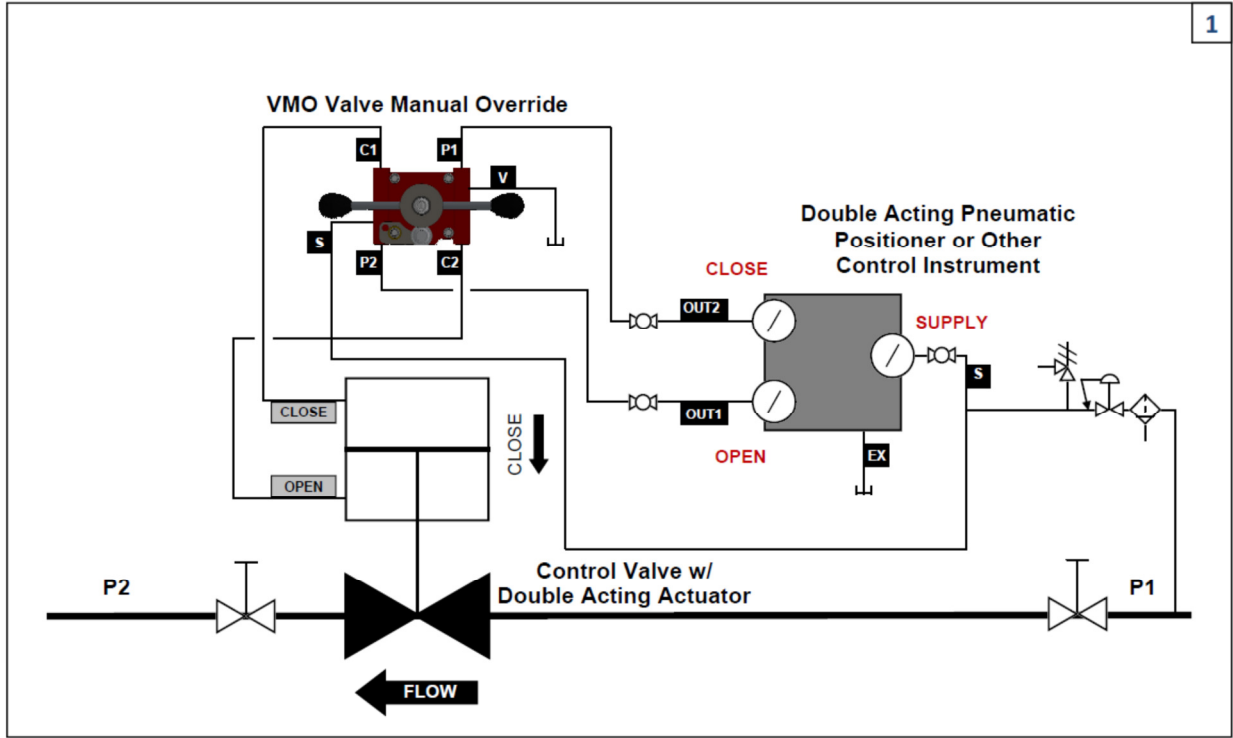 1
VMO Valve Manual Override
C1
P1
V
S
P2
C2
Double Acting Pneumatic
Positioner or Other
Control Instrument
CLOSE
OUT2
SUPPLY
S
OUT1
OPEN
EX
CLOSE
OPEN
CLOSE
Control Valve w/
Double Acting Actuator
P2
P1
FLOW